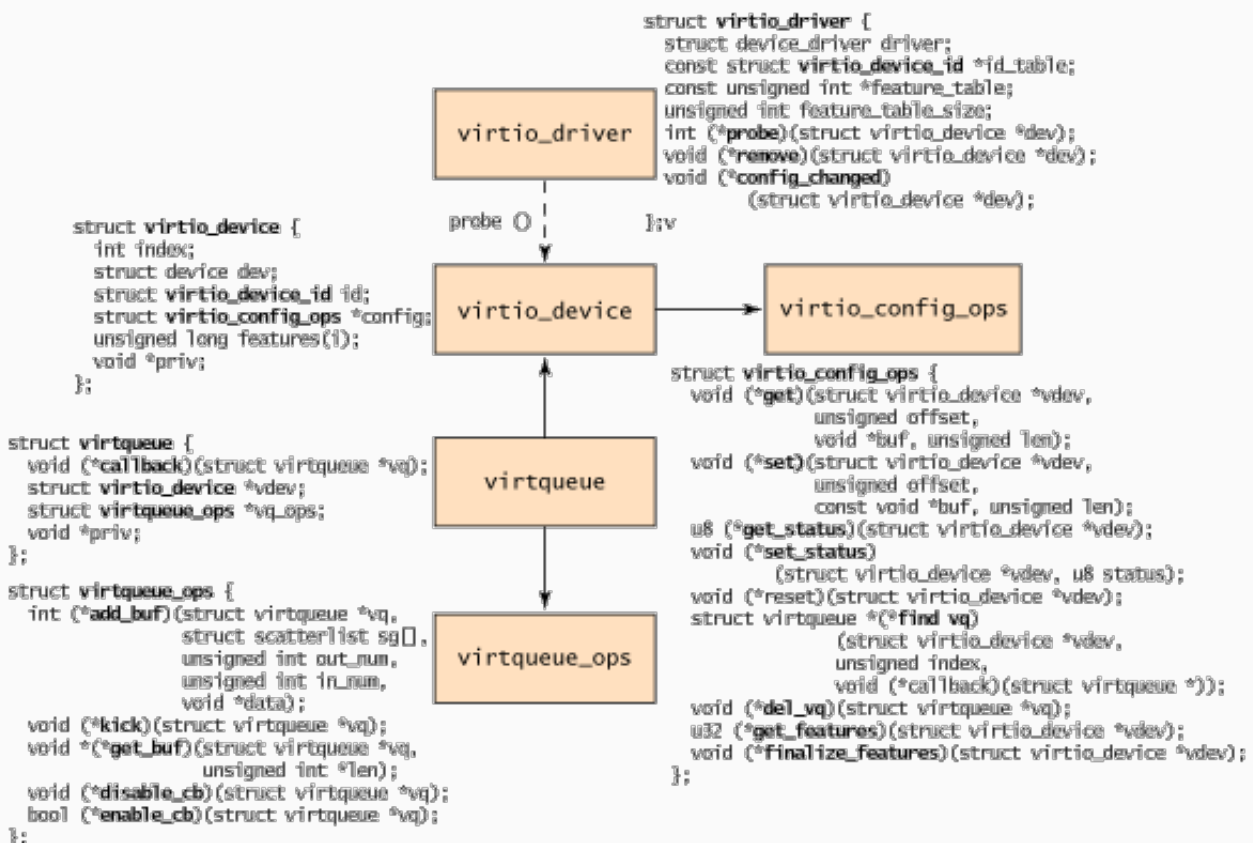 struct virtio_driver {
struct device_driver driver;
const struct virtio_device_id *id_table;
const unsigned int *feature_table;
unsigned int feature_table_size;
int (*probe)(struct virtio_device *dev);
void (*remove)(struct virtio_device *dev);
void (*config_changed)
(struct virtio_device *dev);
};v
virtio_driver
probe ()
struct virtio_device {
int index;
struct device dev;
struct virtio_device_id id;
struct virtio_config_ops *config;
unsigned long features(i);
void *priv;
};
virtio_device
virtio_config_ops
struct virtqueue {
void (*callback)(struct virtqueue *vq);
struct virtio_device *vdev;
struct virtqueue_ops *vq_ops;
void *priv;
};
virtqueue
struct virtio_config_ops {
void (*get)(struct virtio_device *vdev,
unsigned offset,
void *buf, unsigned len);
void (*set)(struct virtio_device *vdev,
unsigned offset,
const void *buf, unsigned len);
u8 (*get_status)(struct virtio_device *vdev);
void (*set_status)
(struct virtio_device *vdev, u8 status);
void (*reset)(struct virtio_device *vdev);
struct virtqueue *(*find vq)
(struct virtio_device *vdev,
unsigned index,
void (*callback)(struct virtqueue *));
void (*del_vq)(struct virtqueue *vq);
u32 (*get_features)(struct virtio_device *vdev);
void (*finalize_features)(struct virtio_device *vdev);
};
struct virtqueue_ops {
int (*add_buf)(struct virtqueue *vq,
struct scatterlist sg[],
unsigned int out_num,
unsigned int in_num,
void *data);
void (*kick)(struct virtqueue *vq);
void *(*get_buf)(struct virtqueue *vq,
unsigned int *len);
void (*disable_cb)(struct virtqueue *vq);
bool (*enable_cb)(struct virtqueue *vq);
};
virtqueue_ops